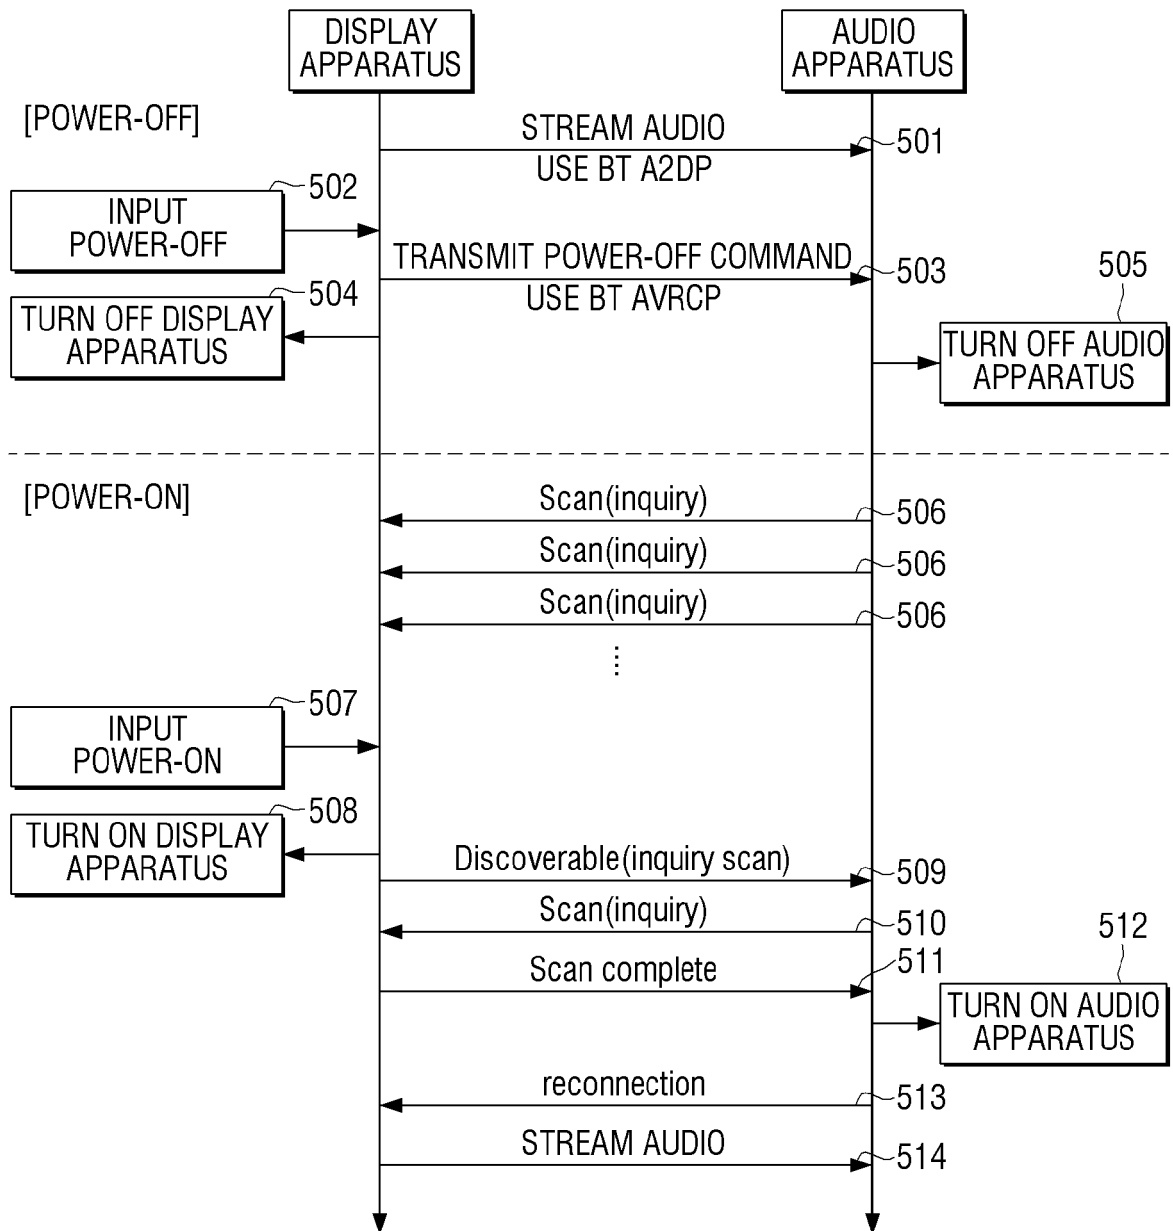 DISPLAY
APPARATUS
AUDIO
APPARATUS
[POWER-OFF]
STREAM AUDIO
USE BT A2DP
501
502
INPUT
POWER-OFF
TRANSMIT POWER-OFF COMMAND
USE BT AVRCP
503
504
TURN OFF DISPLAY
APPARATUS
505
TURN OFF AUDIO
APPARATUS
[POWER-ON]
Scan(inquiry)
506
Scan(inquiry)
506
Scan(inquiry)
506
507
INPUT
POWER-ON
508
TURN ON DISPLAY
APPARATUS
Discoverable(inquiry scan)
509
Scan(inquiry)
510
Scan complete
511
512
TURN ON AUDIO
APPARATUS
reconnection
513
STREAM AUDIO
514